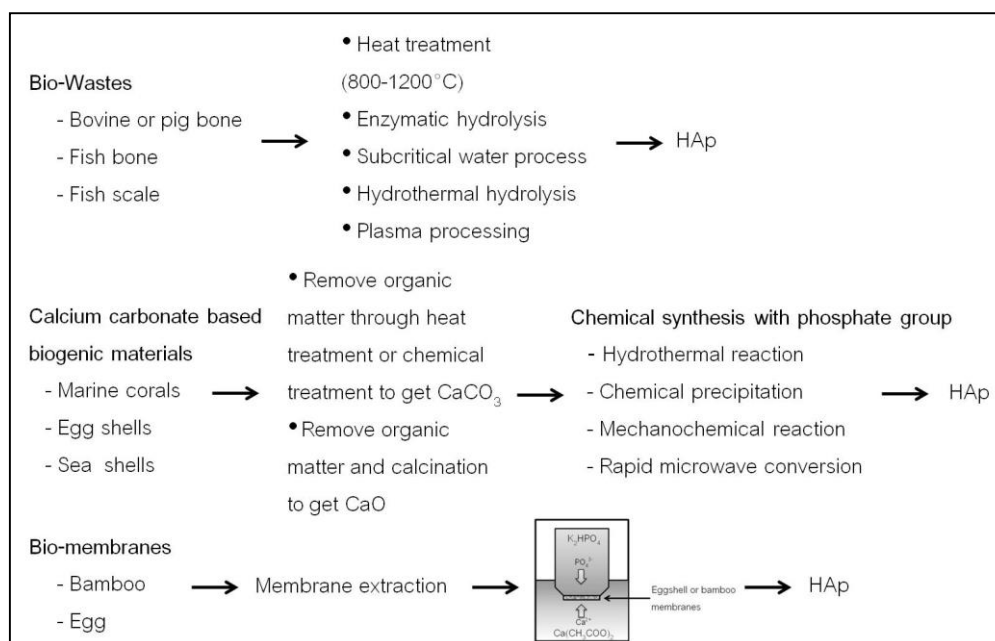 Bio-Wastes
- Bovine or pig bone
- Fish bone
- Fish scale
• Heat treatment
(800-1200°C)
• Enzymatic hydrolysis
• Subcritical water process
• Hydrothermal hydrolysis
• Plasma processing
HAp
Calcium carbonate based
biogenic materials
- Marine corals
- Egg shells
- Sea shells
• Remove organic
matter through heat
treatment or chemical
treatment to get CaCO₃
• Remove organic
matter and calcination
to get CaO
Chemical synthesis with phosphate group
- Hydrothermal reaction
- Chemical precipitation
- Mechanochemical reaction
- Rapid microwave conversion
HAp
Bio-membranes
- Bamboo
- Egg
Membrane extraction
K₂HPO₄
PO₄³⁻
Ca²⁺
Ca(CH₃COO)₂
Eggshell or bamboo
membranes
HAp